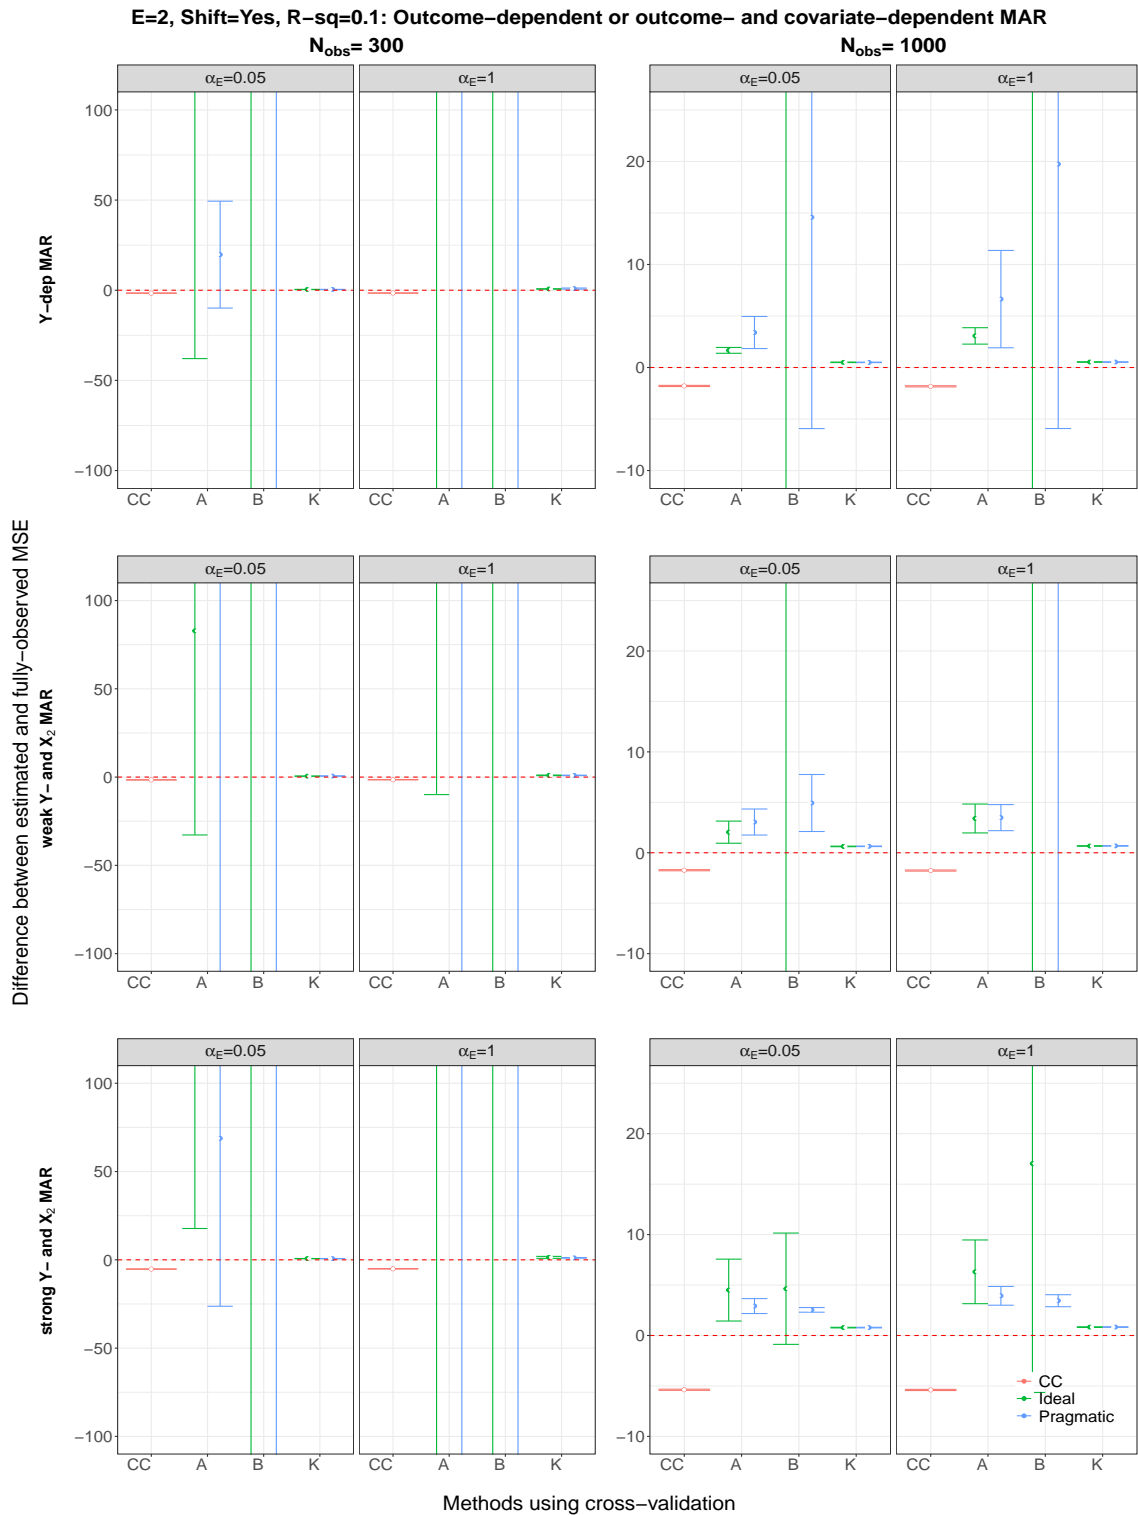 E=2, Shift=Yes, R−sq=0.1: Outcome−dependent or outcome− and covariate−dependent MAR
Nobs= 300
Nobs= 1000
Difference between estimated and fully−observed MSE
Y−dep MAR
αE=0.05
αE=1
100
50
0
−50
−100
CC A B K
CC A B K
αE=0.05
αE=1
20
10
0
−10
CC A B K
CC A B K
weak Y− and X2 MAR
αE=0.05
αE=1
100
50
0
−50
−100
CC A B K
CC A B K
αE=0.05
αE=1
20
10
0
−10
CC A B K
CC A B K
strong Y− and X2 MAR
αE=0.05
αE=1
100
50
0
−50
−100
CC A B K
CC A B K
αE=0.05
αE=1
20
10
0
−10
CC A B K
CC A B K
CC
Ideal
Pragmatic
Methods using cross−validation